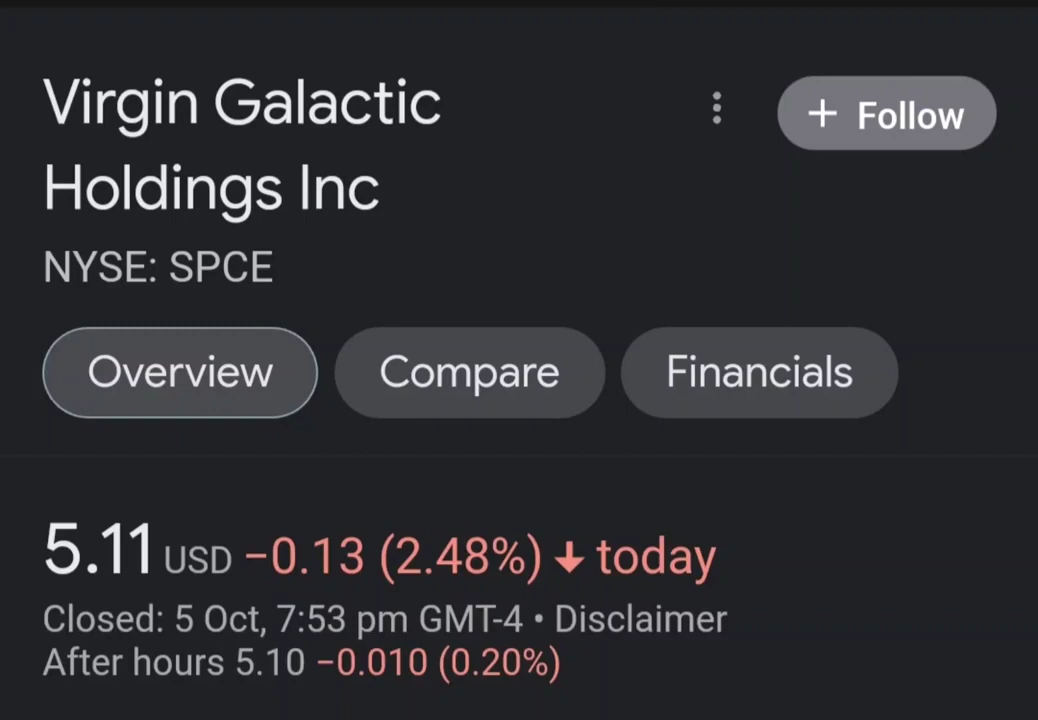 Virgin Galactic
Holdings Inc
+ Follow
NYSE: SPCE
Overview Compare Financials
5.11 USD −0.13 (2.48%) ↓ today
Closed: 5 Oct, 7:53 pm GMT-4 • Disclaimer
After hours 5.10 −0.010 (0.20%)